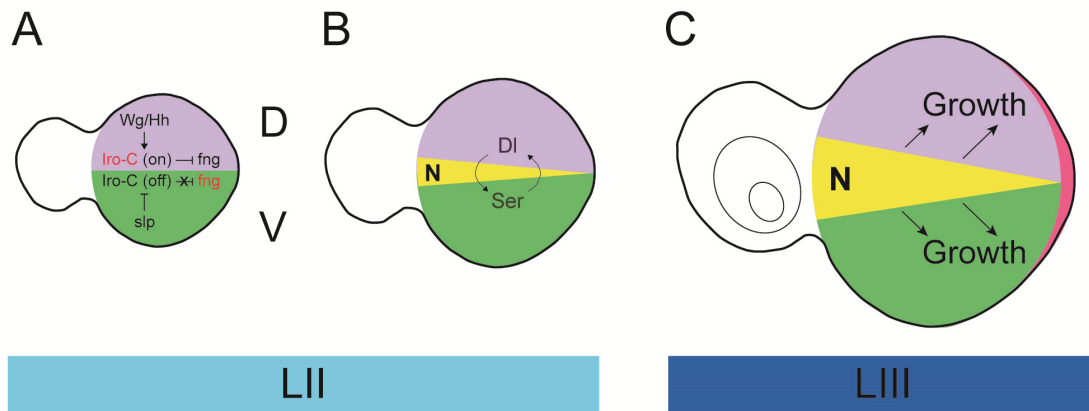 A
B
C
Wg/Hh
Iro-C (on) ⊣ fng
Iro-C (off) ⊣ fng
slp
D
V
Dl
N
Ser
Growth
N
Growth
LII
LIII